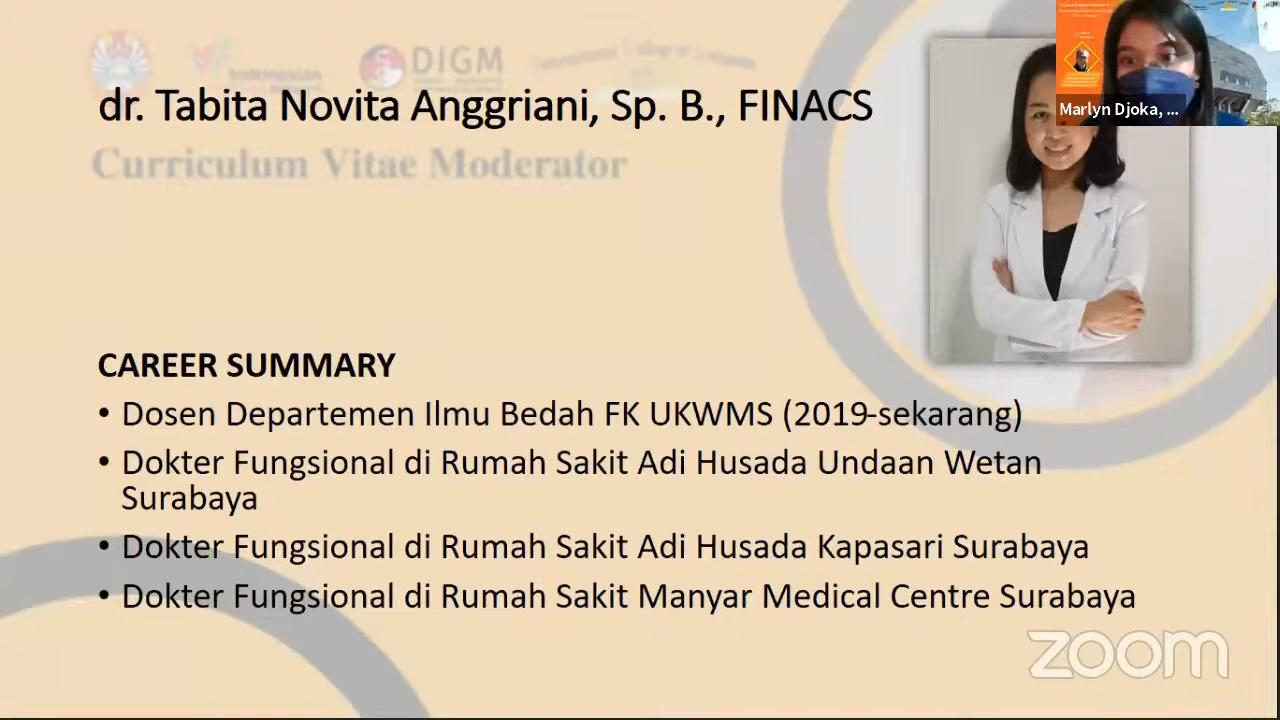 DIGM
dr. Tabita Novita Anggriani, Sp. B., FINACS
Curriculum Vitae Moderator
Marlyn Djoka, ...
CAREER SUMMARY
• Dosen Departemen Ilmu Bedah FK UKWMS (2019-sekarang)
• Dokter Fungsional di Rumah Sakit Adi Husada Undaan Wetan
Surabaya
• Dokter Fungsional di Rumah Sakit Adi Husada Kapasari Surabaya
• Dokter Fungsional di Rumah Sakit Manyar Medical Centre Surabaya
zoom